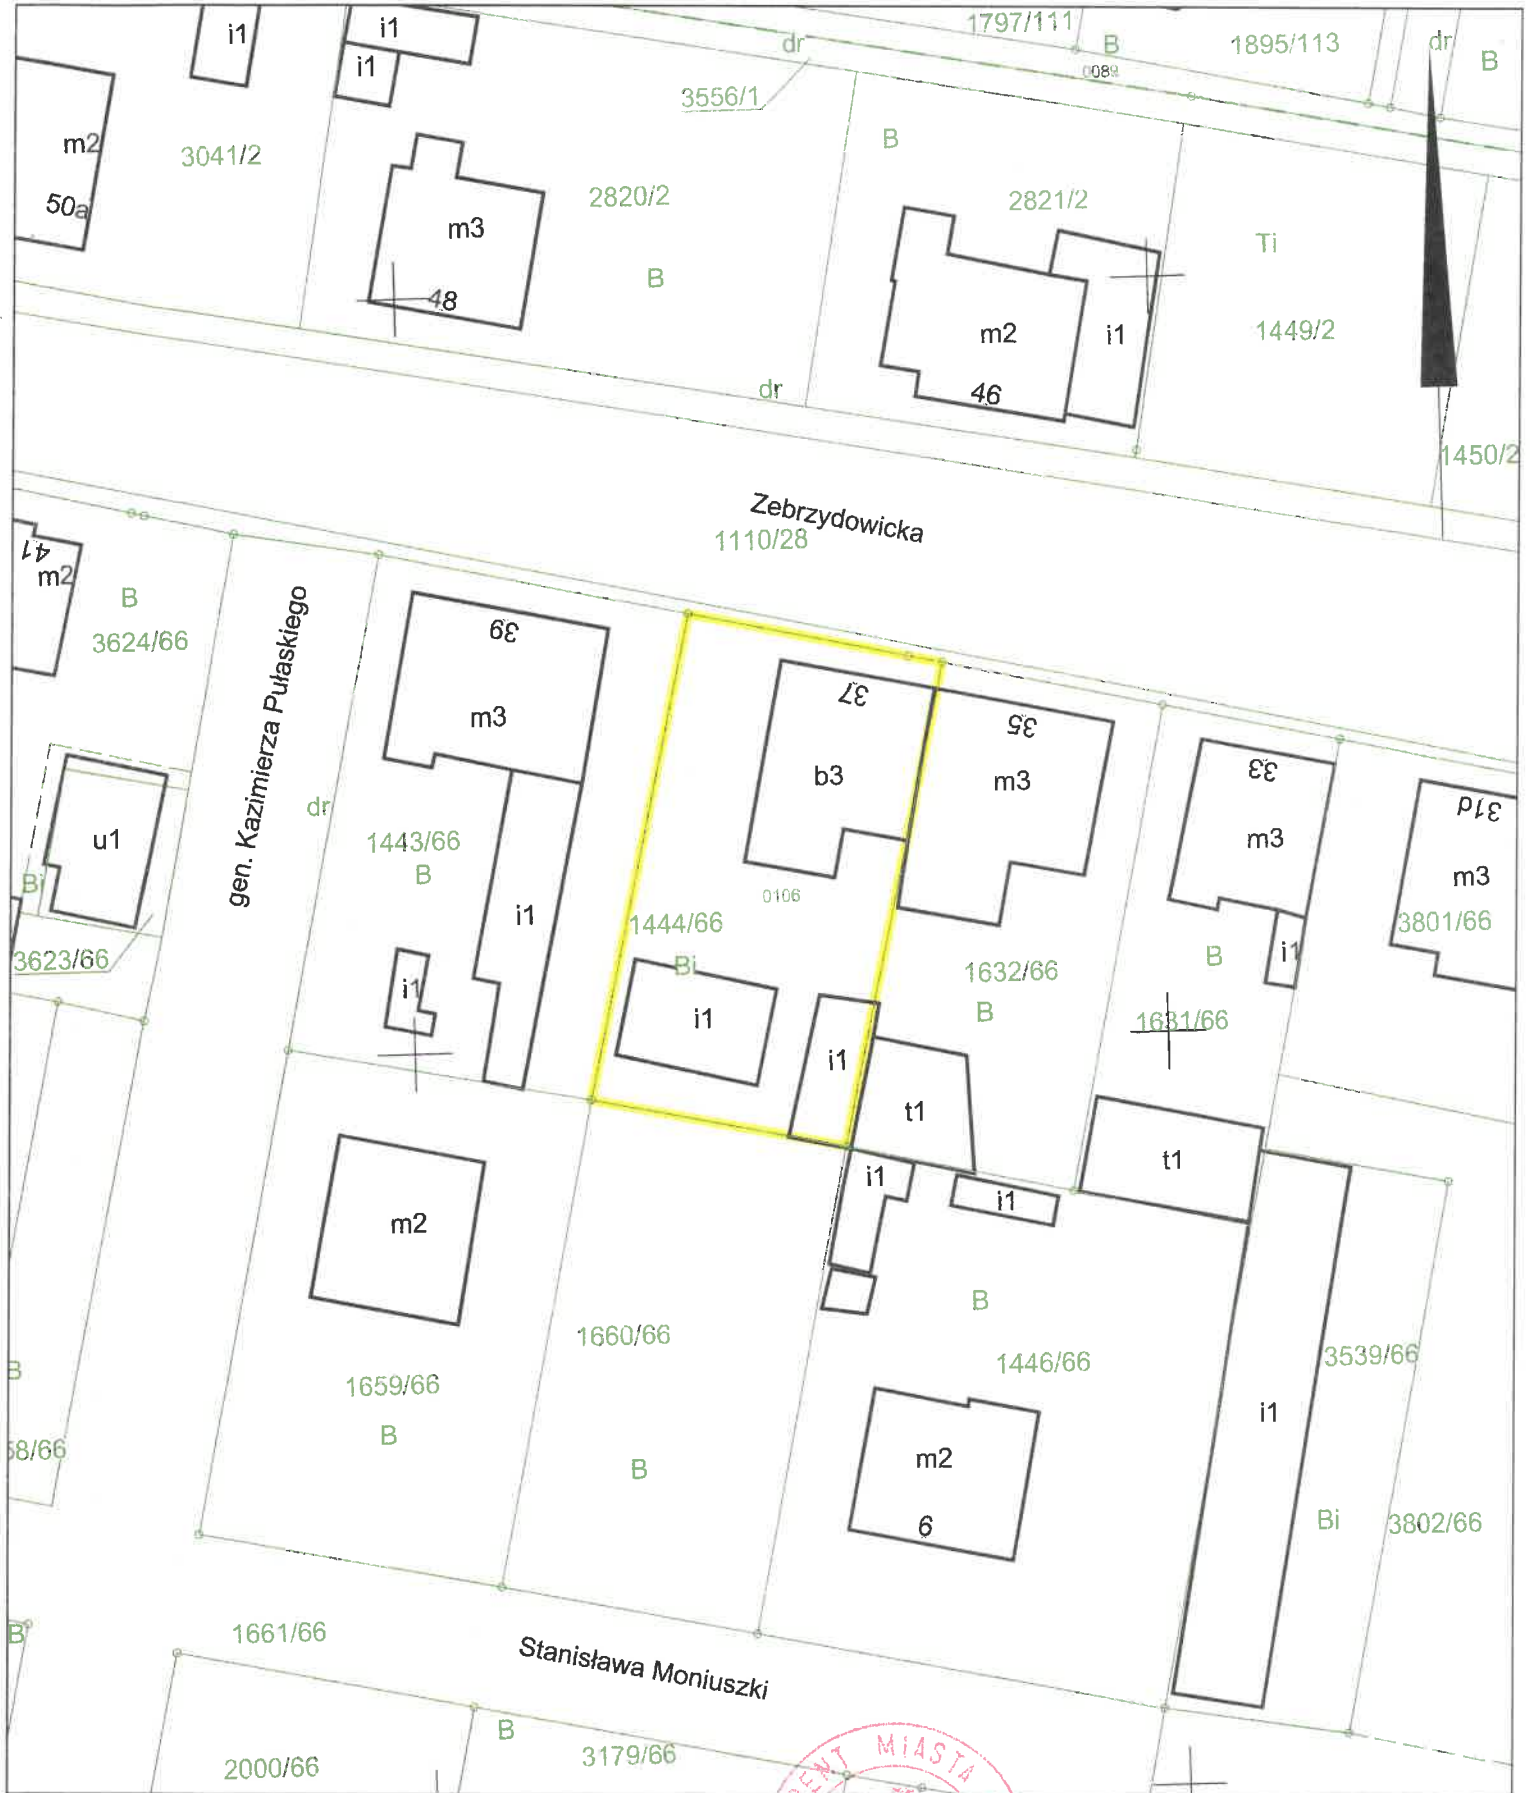 i1
i1
i1
1797/111
dr
B
1895/113
dr
B
3556/1
m2
3041/2
B
50a
2820/2
m3
2821/2
Ti
B
48
m2
i1
1449/2
dr
46
1450/2
Zebrzydowicka
1110/28
41
m2
B
3624/66
gen. Kazimierza Pułaskiego
39
m3
37
35
b3
m3
33
m3
31d
m3
u1
dr
1443/66
B
Bi
i1
0106
1444/66
3801/66
3623/66
Bi
1632/66
B
i1
i1
i1
B
1631/66
i1
t1
t1
i1
i1
m2
B
1660/66
1446/66
3539/66
1659/66
B
B
i1
58/66
B
m2
6
Bi
3802/66
B
1661/66
Stanisława Moniuszki
B
3179/66
2000/66
MIASTA